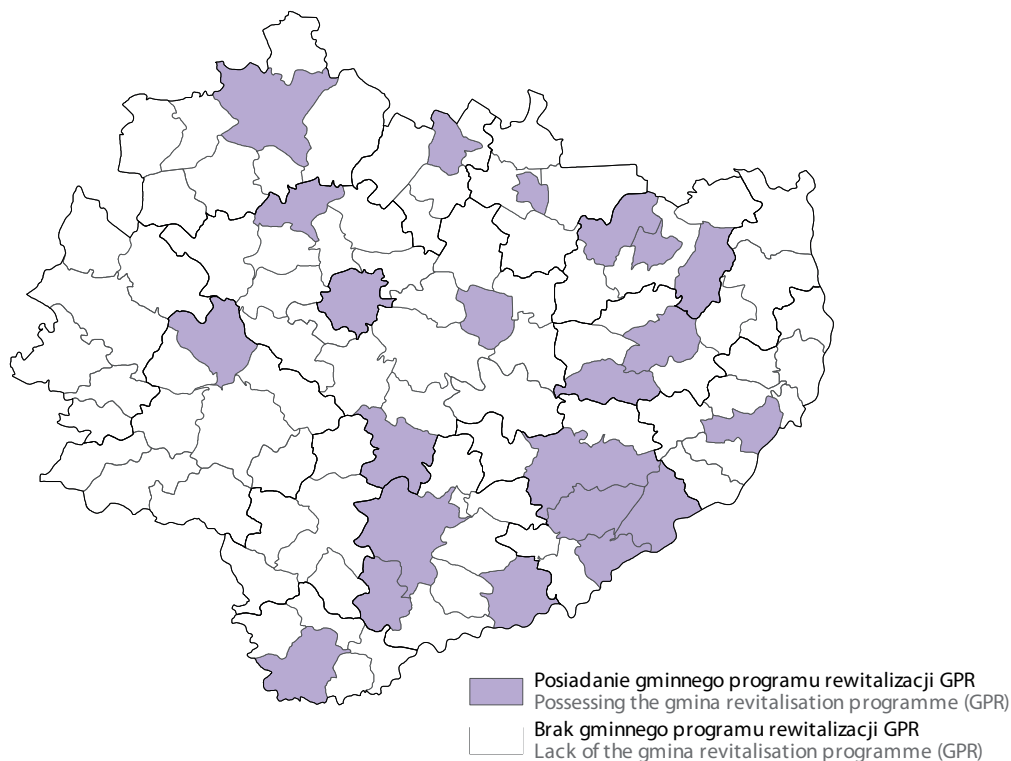 Posiadanie gminnego programu rewitalizacji GPR
Possessing the gmina revitalisation programme (GPR)
Brak gminnego programu rewitalizacji GPR
Lack of the gmina revitalisation programme (GPR)